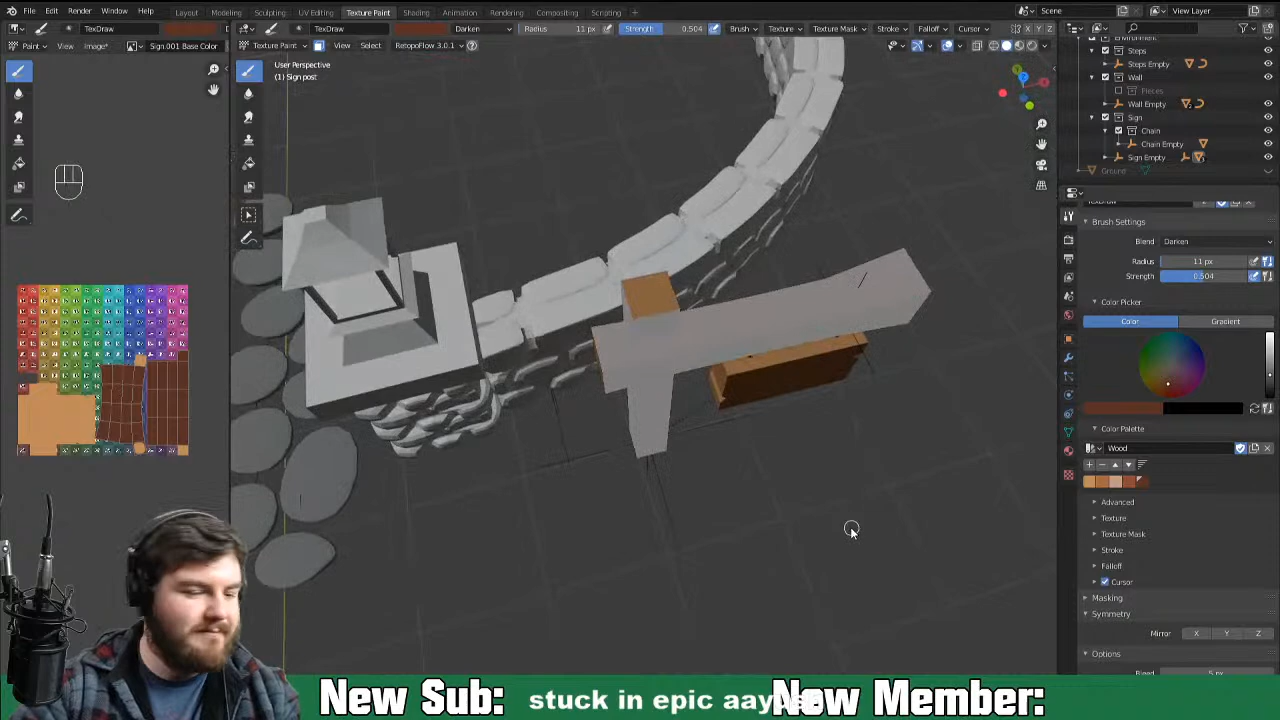 File Edit Render Window Help Layout Modeling Sculpting UV Editing Texture Paint Shading Animation Rendering Compositing Scripting Scene View Layer
TexDraw TexDraw Darken Radius 11 px Strength 0.504 Brush Texture Texture Mask Stroke Falloff Cursor
Paint View Image* Sign.001 Base Color Texture Paint View Select RetopoFlow 3.0.1 X Y Z
User Perspective
(1) Sign post
Steps
Steps Empty
Wall
Pieces
Wall Empty
Sign
Chain
Chain Empty
Sign Empty
Ground
Brush Settings
Blend Darken
Radius 11 px
Strength 0.504
Color Picker
Color Gradient
Color Palette
Wood
Advanced
Texture
Texture Mask
Stroke
Falloff
Cursor
Masking
Symmetry
Mirror X Y Z
Options
Bleed 5 px
New Sub: stuck in epic New Member: